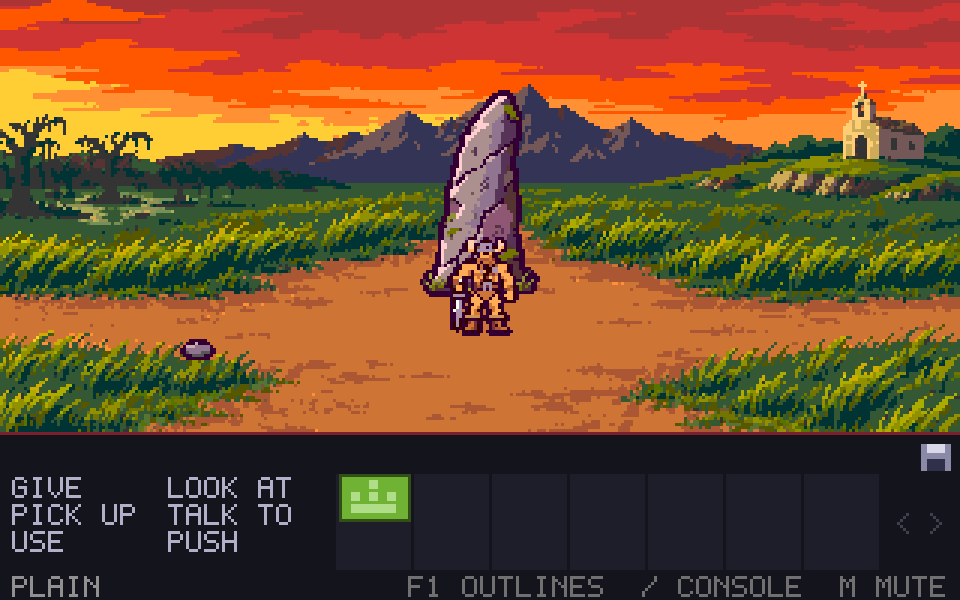 GIVE LOOK AT
PICK UP TALK TO
USE PUSH
PLAIN F1 OUTLINES / CONSOLE M MUTE